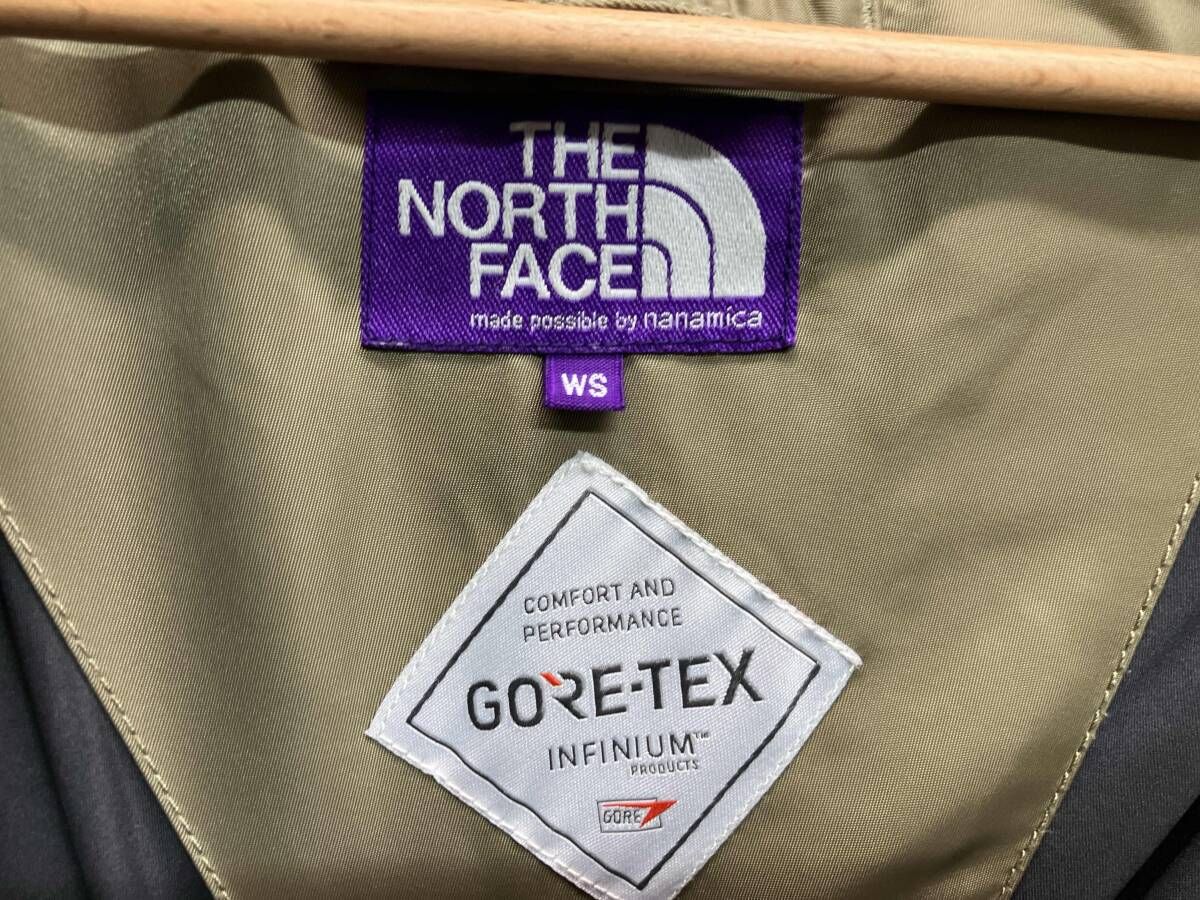 THE
NORTH
FACE
made possible by nanamica
WS
COMFORT AND
PERFORMANCE
GORE-TEX
INFINIUM™
PRODUCTS
GORE